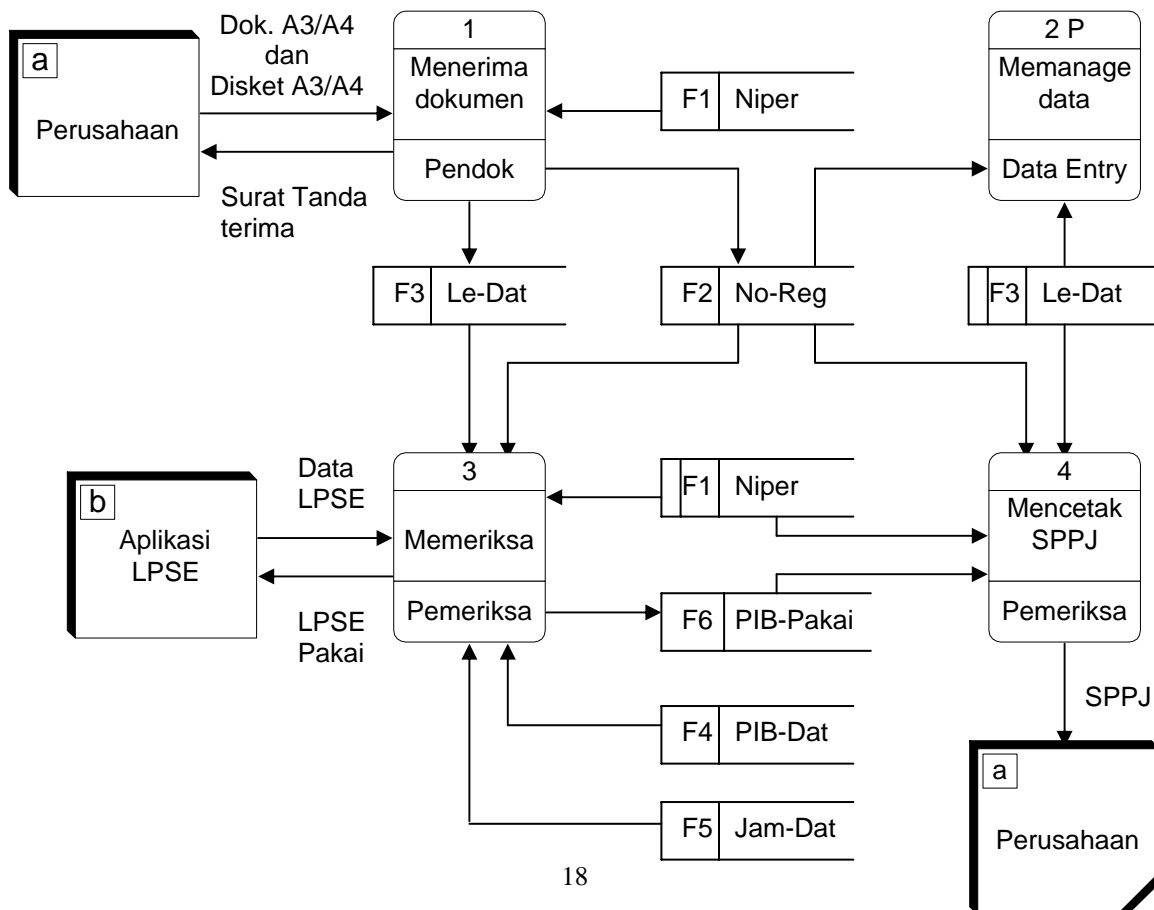 a
Perusahaan
Dok. A3/A4
dan
Disket A3/A4
Surat Tanda
terima
1
Menerima
dokumen
Pendok
F1 Niper
2 P
Memanage
data
Data Entry
F3 Le-Dat
F2 No-Reg
F3 Le-Dat
b
Aplikasi
LPSE
Data
LPSE
LPSE
Pakai
3
Memeriksa
Pemeriksa
F1 Niper
F6 PIB-Pakai
F4 PIB-Dat
F5 Jam-Dat
4
Mencetak
SPPJ
Pemeriksa
SPPJ
a
Perusahaan
18